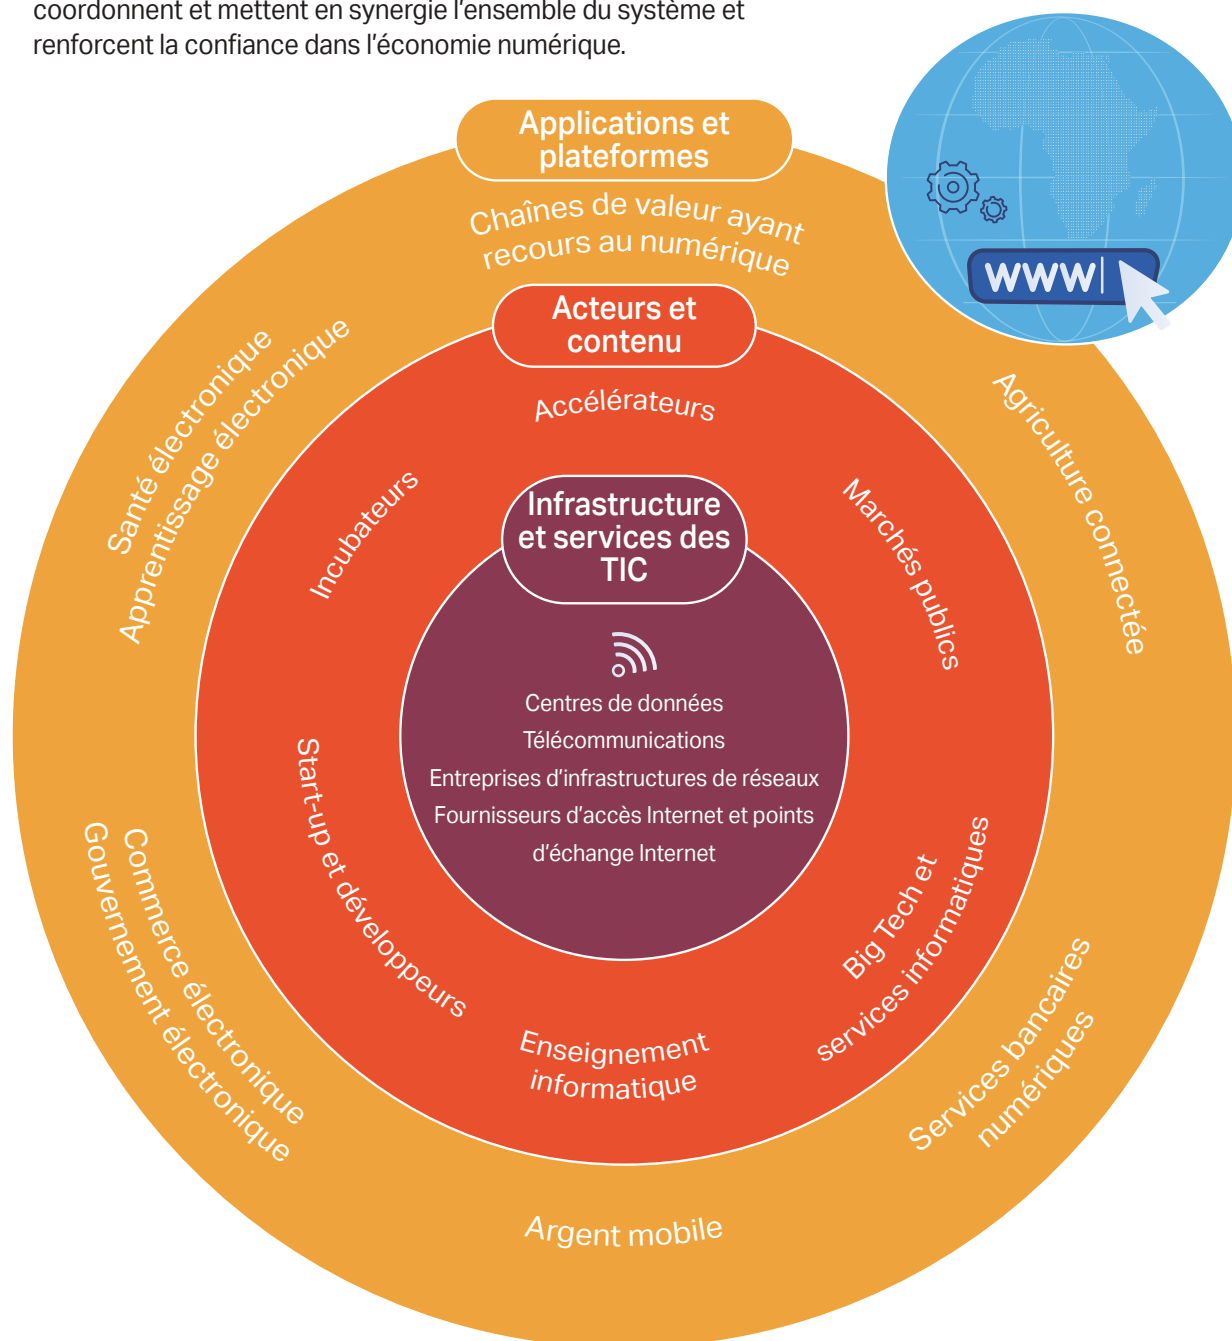 coordonnent et mettent en synergie l’ensemble du système et
renforcent la confiance dans l’économie numérique.
Applications et
plateformes
Chaînes de valeur ayant
recours au numérique
WWW
Acteurs et
contenu
Accélérateurs
Santé électronique
Apprentissage électronique
Incubateurs
Marchés publics
Agriculture connectée
Infrastructure
et services des
TIC
Centres de données
Télécommunications
Entreprises d’infrastructures de réseaux
Fournisseurs d’accès Internet et points
d’échange Internet
Start-up et développeurs
Big Tech et
services informatiques
Enseignement
informatique
Commerce électronique
Gouvernement électronique
Services bancaires
numériques
Argent mobile